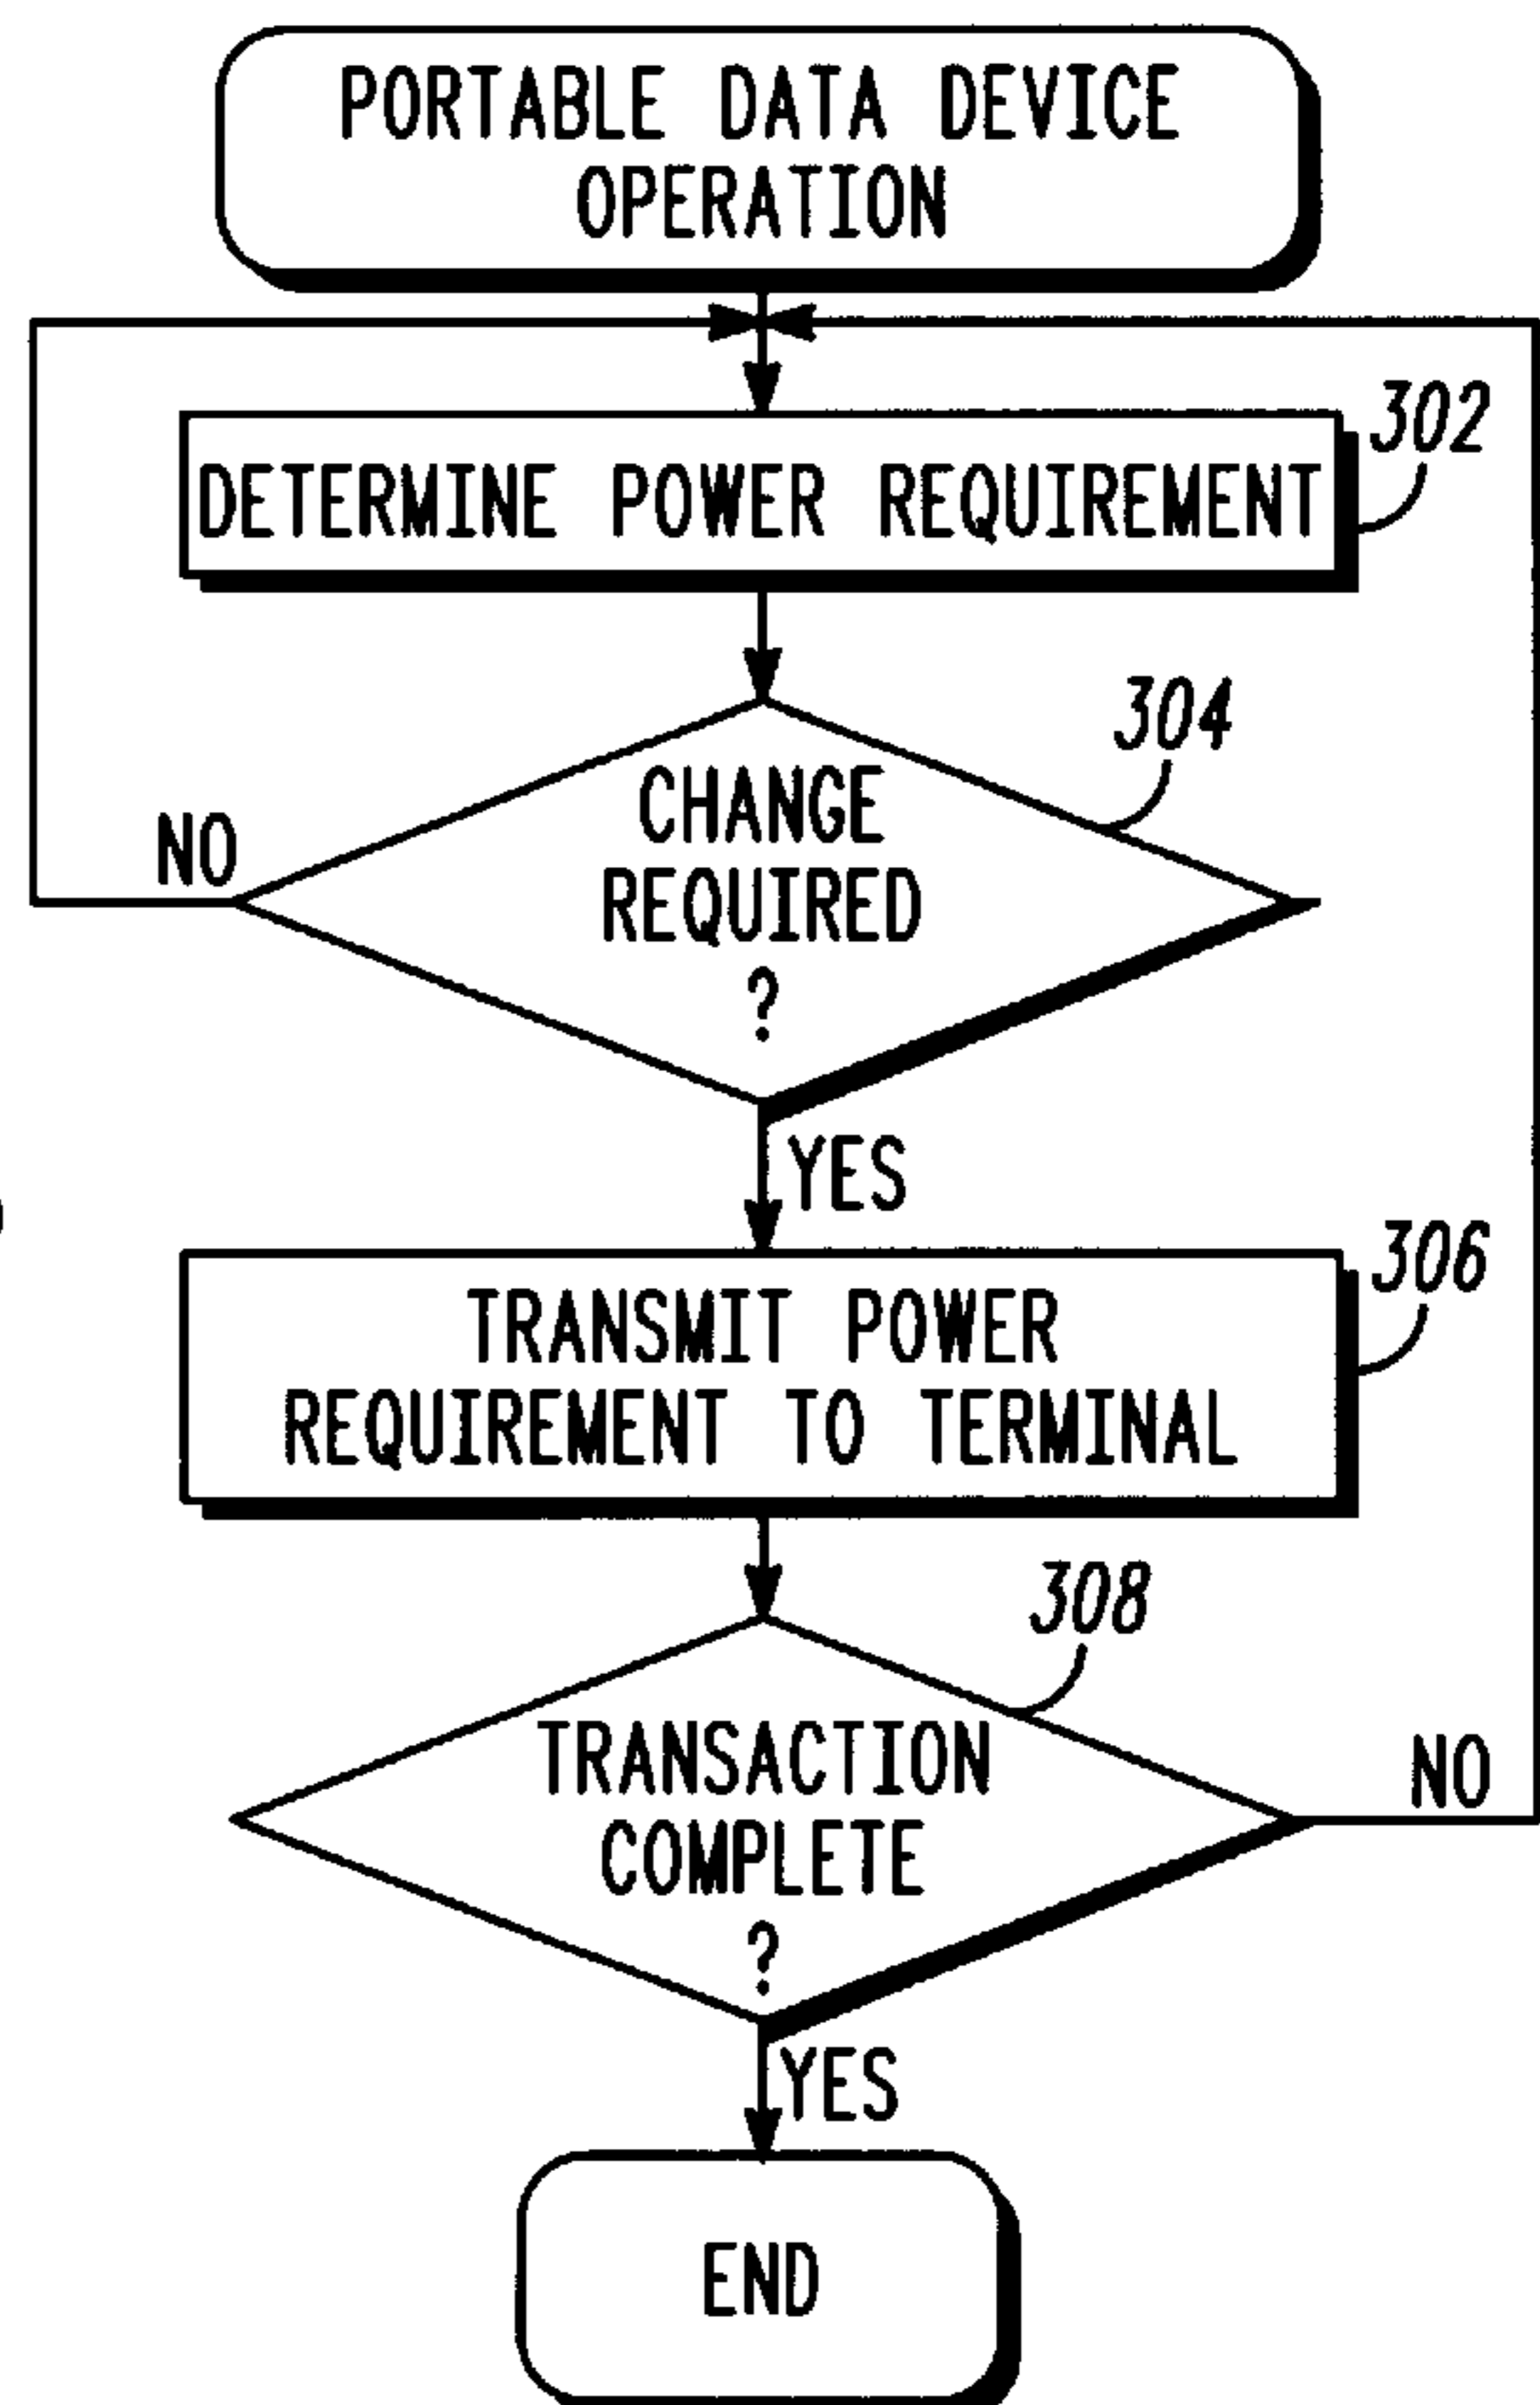 PORTABLE DATA DEVICE
OPERATION
302
DETERMINE POWER REQUIREMENT
304
CHANGE
REQUIRED
?
NO
YES
306
TRANSMIT POWER
REQUIREMENT TO TERMINAL
308
TRANSACTION
COMPLETE
?
NO
YES
END